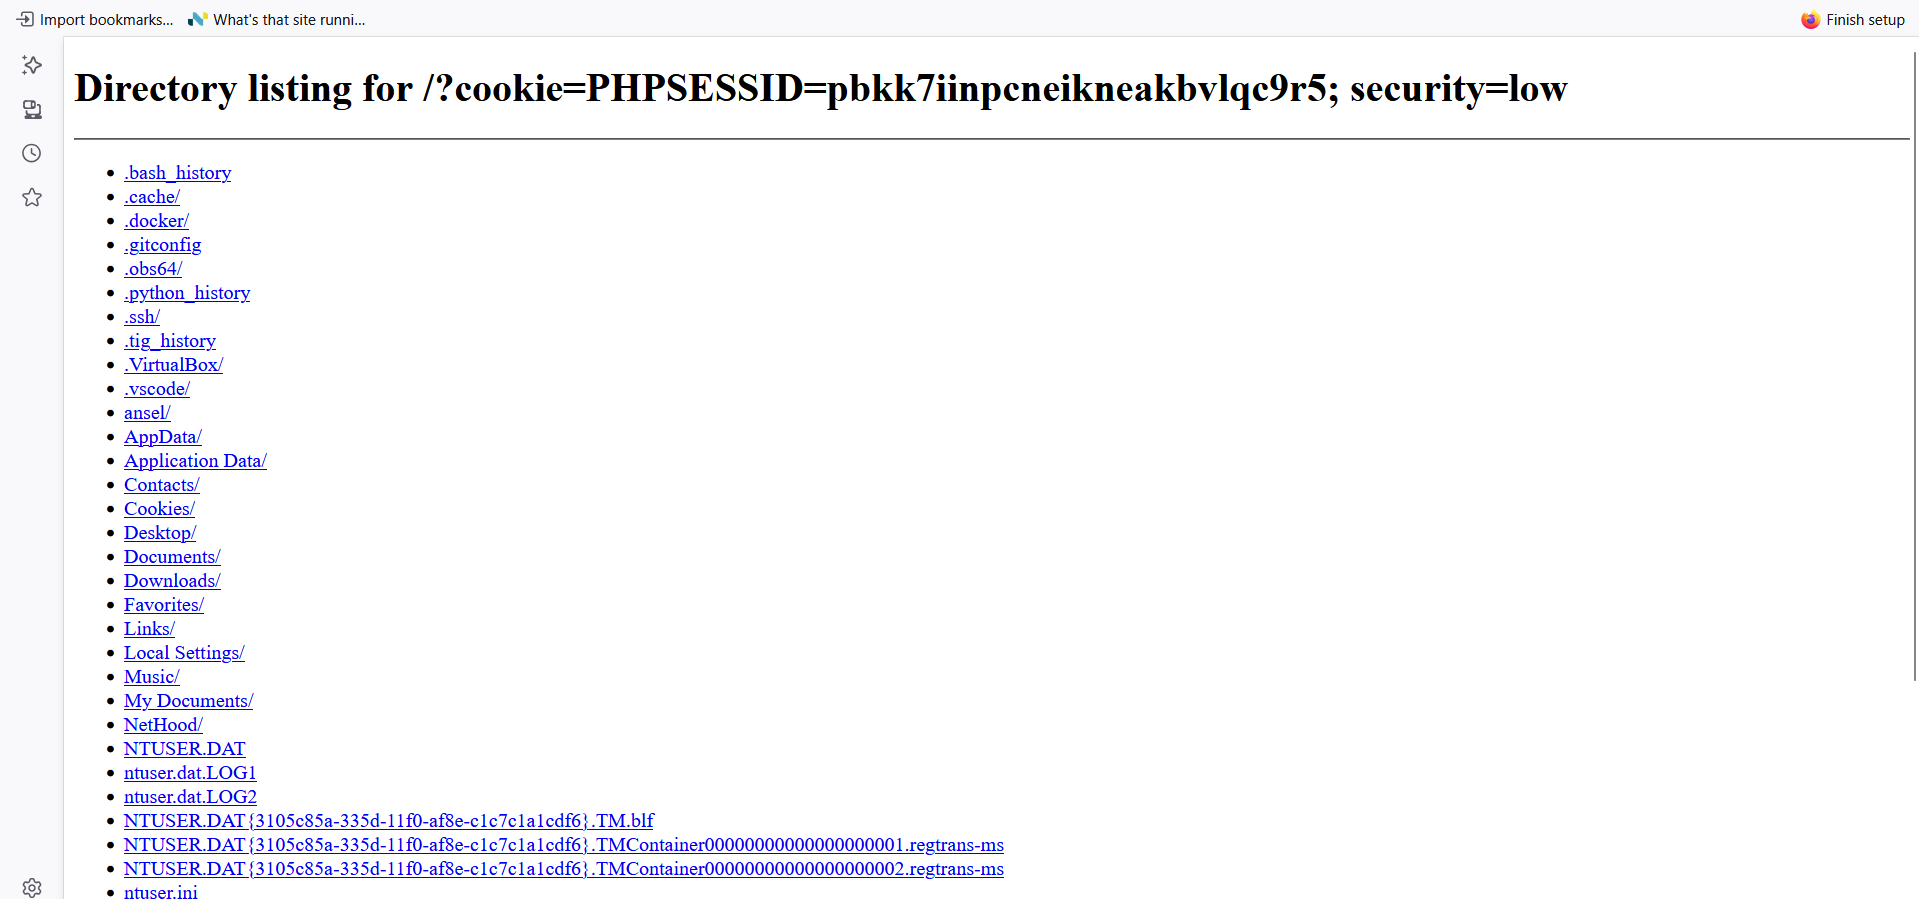 Import bookmarks... What's that site runni... Finish setup
Directory listing for /?cookie=PHPSESSID=pbkk7iinpcneikneakbvlqc9r5; security=low
.bash_history
.cache/
.docker/
.gitconfig
.obs64/
.python_history
.ssh/
.tig_history
.VirtualBox/
.vscode/
ansel/
AppData/
Application Data/
Contacts/
Cookies/
Desktop/
Documents/
Downloads/
Favorites/
Links/
Local Settings/
Music/
My Documents/
NetHood/
NTUSER.DAT
ntuser.dat.LOG1
ntuser.dat.LOG2
NTUSER.DAT{3105c85a-335d-11f0-af8e-c1c7c1a1cdf6}.TM.blf
NTUSER.DAT{3105c85a-335d-11f0-af8e-c1c7c1a1cdf6}.TMContainer00000000000000000001.regtrans-ms
NTUSER.DAT{3105c85a-335d-11f0-af8e-c1c7c1a1cdf6}.TMContainer00000000000000000002.regtrans-ms
ntuser.ini